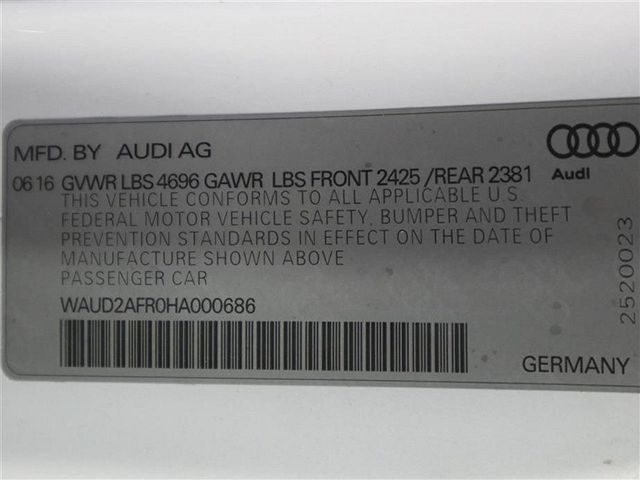 MFD. BY AUDI AG
Audi
0616 GVWR LBS 4696 GAWR LBS FRONT 2425 /REAR 2381
THIS VEHICLE CONFORMS TO ALL APPLICABLE U.S.
FEDERAL MOTOR VEHICLE SAFETY, BUMPER AND THEFT
PREVENTION STANDARDS IN EFFECT ON THE DATE OF
MANUFACTURE SHOWN ABOVE
PASSENGER CAR
WAUD2AFR0HA000686
2520023
GERMANY